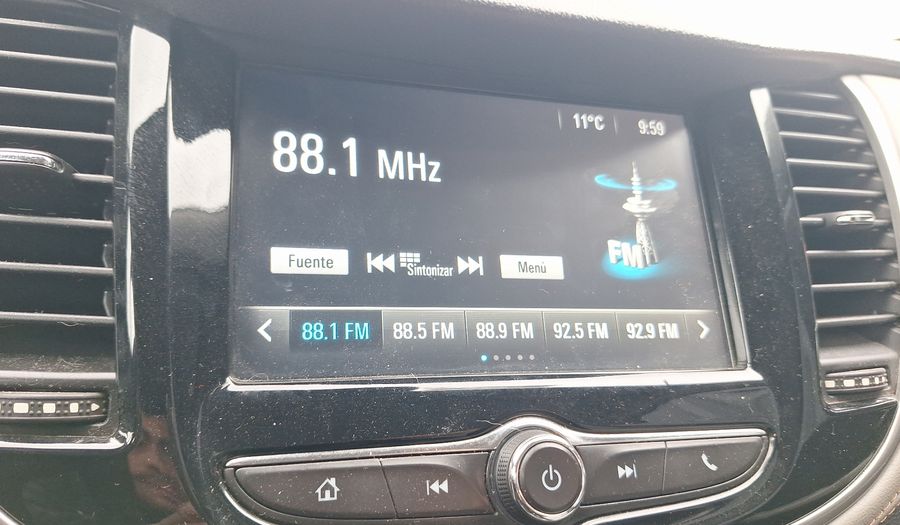 11°C 9:59
88.1 MHz
FM
Fuente Sintonizar Menú
88.1 FM 88.5 FM 88.9 FM 92.5 FM 92.9 FM